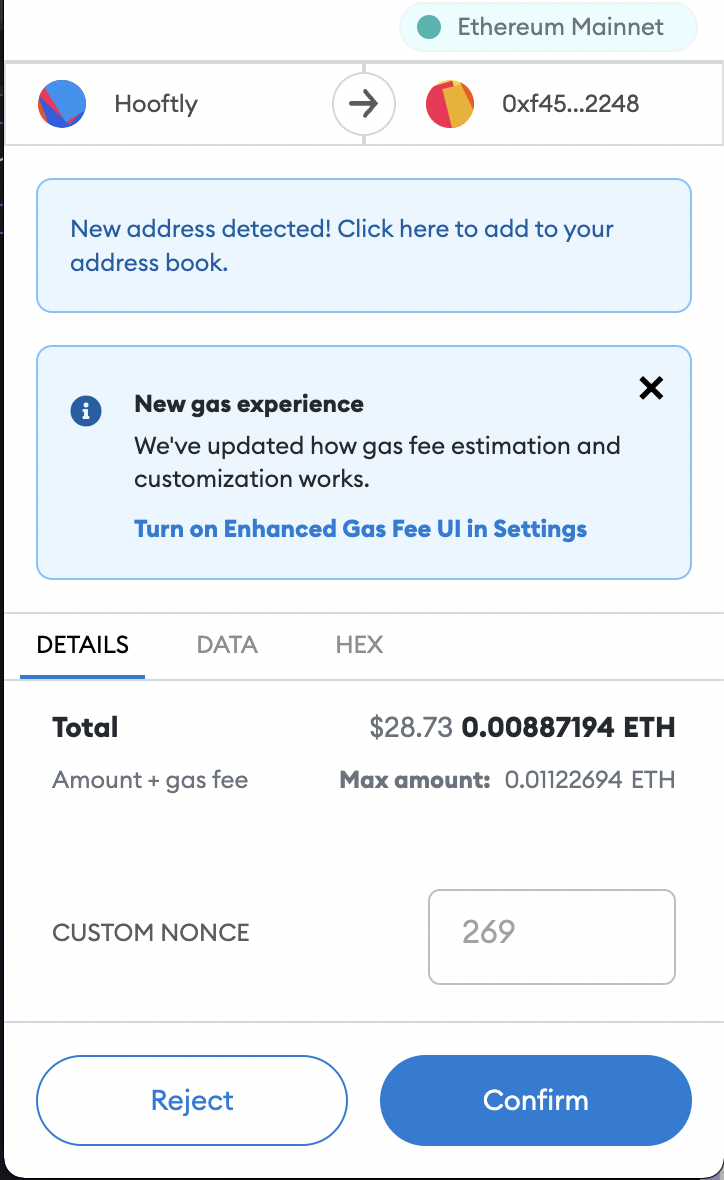 Ethereum Mainnet
Hooftly
0xf45...2248
New address detected! Click here to add to your
address book.
New gas experience
We've updated how gas fee estimation and
customization works.
Turn on Enhanced Gas Fee UI in Settings
DETAILS DATA HEX
Total $28.73 0.00887194 ETH
Amount + gas fee Max amount: 0.01122694 ETH
CUSTOM NONCE 269
Reject Confirm